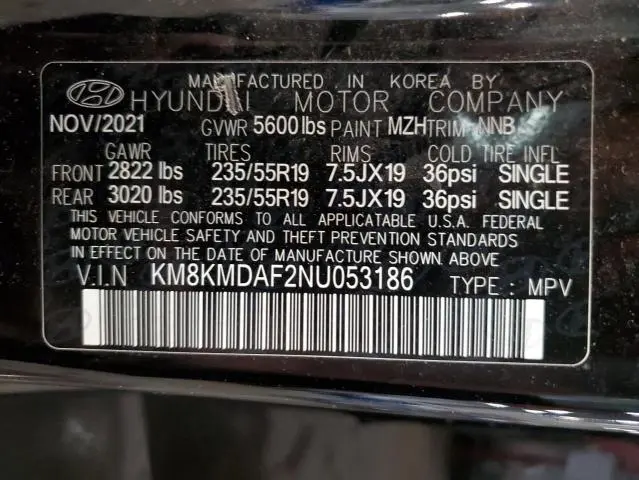 MANUFACTURED IN KOREA BY
HYUNDAI MOTOR COMPANY
NOV/2021 GVWR 5600 lbs PAINT MZH TRIM NNB
GAWR TIRES RIMS COLD TIRE INFL
FRONT 2822 lbs 235/55R19 7.5JX19 36psi SINGLE
REAR 3020 lbs 235/55R19 7.5JX19 36psi SINGLE
THIS VEHICLE CONFORMS TO ALL APPLICATABLE U.S.A. FEDERAL
MOTOR VEHICLE SAFETY AND THEFT PREVENTION STANDARDS
IN EFFECT ON THE DATE OF MANUFACTURE SHOWN ABOVE
V.I.N KM8KMDAF2NU053186 TYPE : MPV